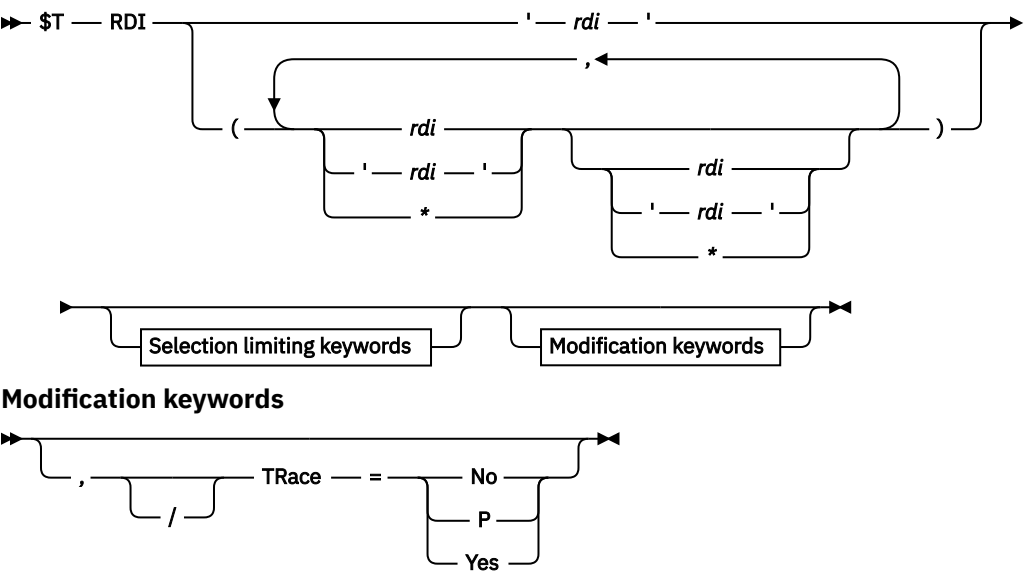 $T RDI ' rdi '
,
( rdi )
' rdi ' rdi
* ' rdi '
*
Selection limiting keywords Modification keywords
Modification keywords
, TRace = No
/ P
Yes